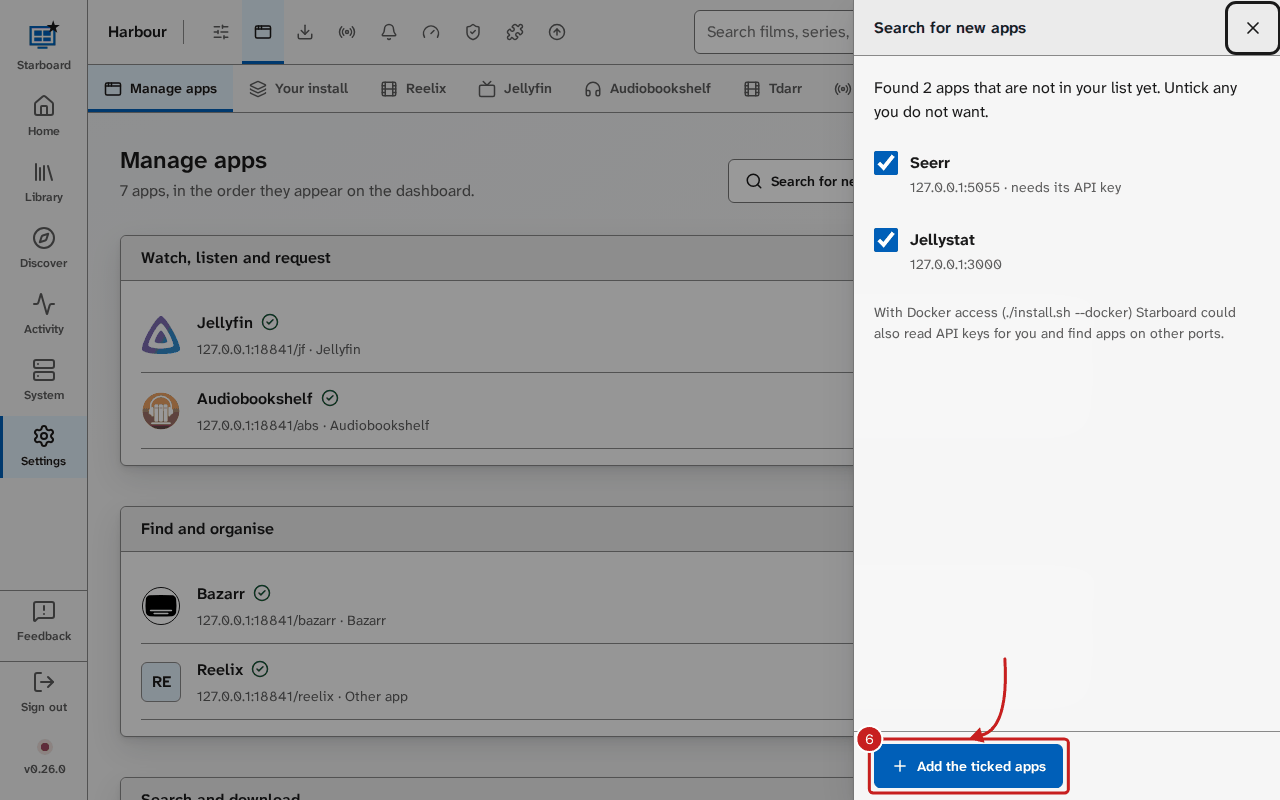 Starboard
Home
Library
Discover
Activity
System
Settings
Feedback
Sign out
v0.26.0
Harbour
Search films, series,
Manage apps
Your install
Reelix
Jellyfin
Audiobookshelf
Tdarr
Manage apps
7 apps, in the order they appear on the dashboard.
Search for ne
Watch, listen and request
Jellyfin
127.0.0.1:18841/jf · Jellyfin
Audiobookshelf
127.0.0.1:18841/abs · Audiobookshelf
Find and organise
Bazarr
127.0.0.1:18841/bazarr · Bazarr
RE
Reelix
127.0.0.1:18841/reelix · Other app
Search and download
Search for new apps
Found 2 apps that are not in your list yet. Untick any
you do not want.
Seerr
127.0.0.1:5055 · needs its API key
Jellystat
127.0.0.1:3000
With Docker access (./install.sh --docker) Starboard could
also read API keys for you and find apps on other ports.
6
Add the ticked apps